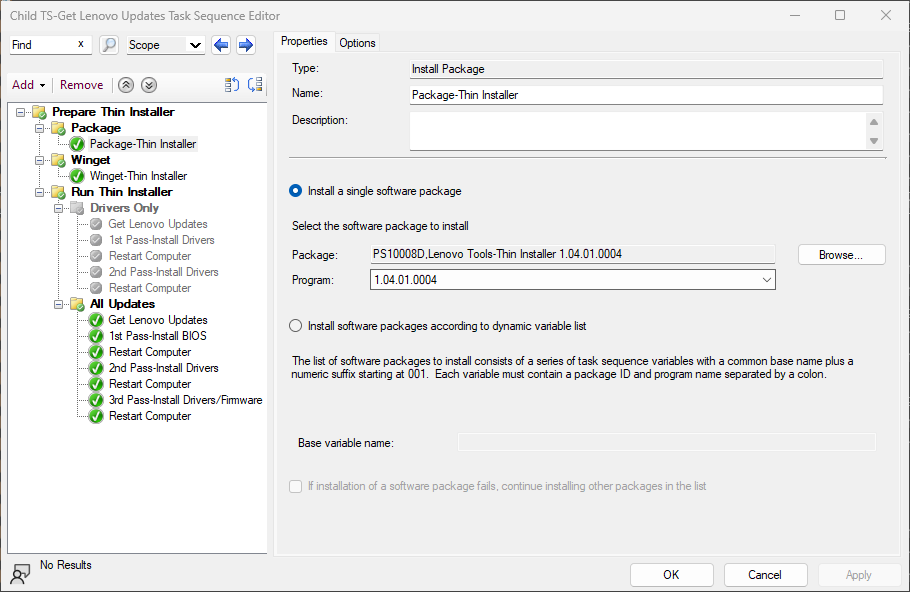 Child TS-Get Lenovo Updates Task Sequence Editor
Find x Scope
Add Remove
Prepare Thin Installer
Package
Package-Thin Installer
Winget
Winget-Thin Installer
Run Thin Installer
Drivers Only
Get Lenovo Updates
1st Pass-Install Drivers
Restart Computer
2nd Pass-Install Drivers
Restart Computer
All Updates
Get Lenovo Updates
1st Pass-Install BIOS
Restart Computer
2nd Pass-Install Drivers
Restart Computer
3rd Pass-Install Drivers/Firmware
Restart Computer
No Results
Properties Options
Type: Install Package
Name: Package-Thin Installer
Description:
Install a single software package
Select the software package to install
Package: PS10008D,Lenovo Tools-Thin Installer 1.04.01.0004 Browse...
Program: 1.04.01.0004
Install software packages according to dynamic variable list
The list of software packages to install consists of a series of task sequence variables with a common base name plus a
numeric suffix starting at 001. Each variable must contain a package ID and program name separated by a colon.
Base variable name:
If installation of a software package fails, continue installing other packages in the list
OK Cancel Apply